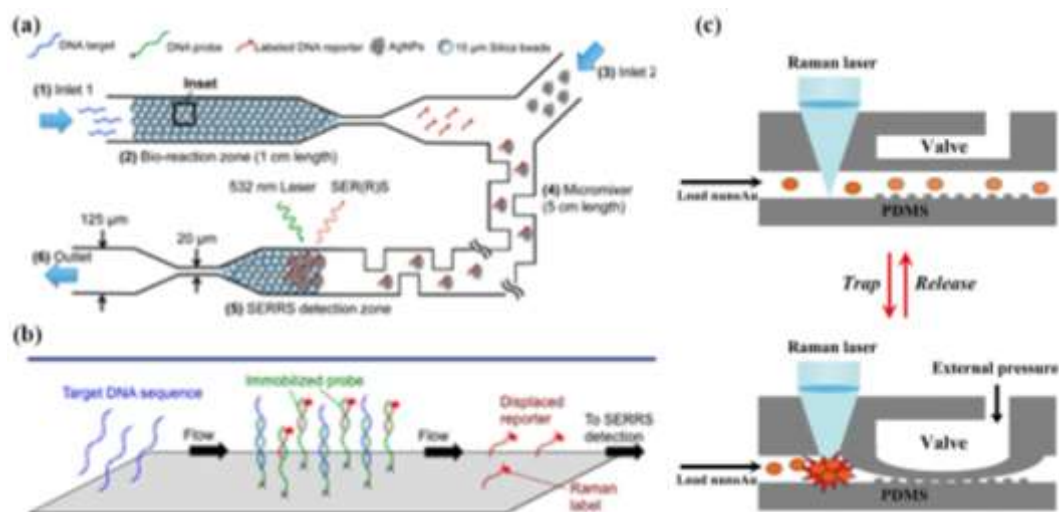 (a)
DNA target
DNA probe
Labeled DNA reporter
AgNPs
15 µm Silica beads
(1) Inlet 1
Inset
(3) Inlet 2
(2) Bio-reaction zone (1 cm length)
532 nm Laser
SER(R)S
(4) Micromixer
(5 cm length)
125 µm
20 µm
(6) Outlet
(5) SERRS detection zone
(b)
Target DNA sequence
Immobilized probe
Flow
Flow
Displaced
reporter
To SERRS
detection
Raman
label
(c)
Raman laser
Valve
Load nanoAu
PDMS
Trap
Release
Raman laser
External pressure
Valve
Load nanoAu
PDMS